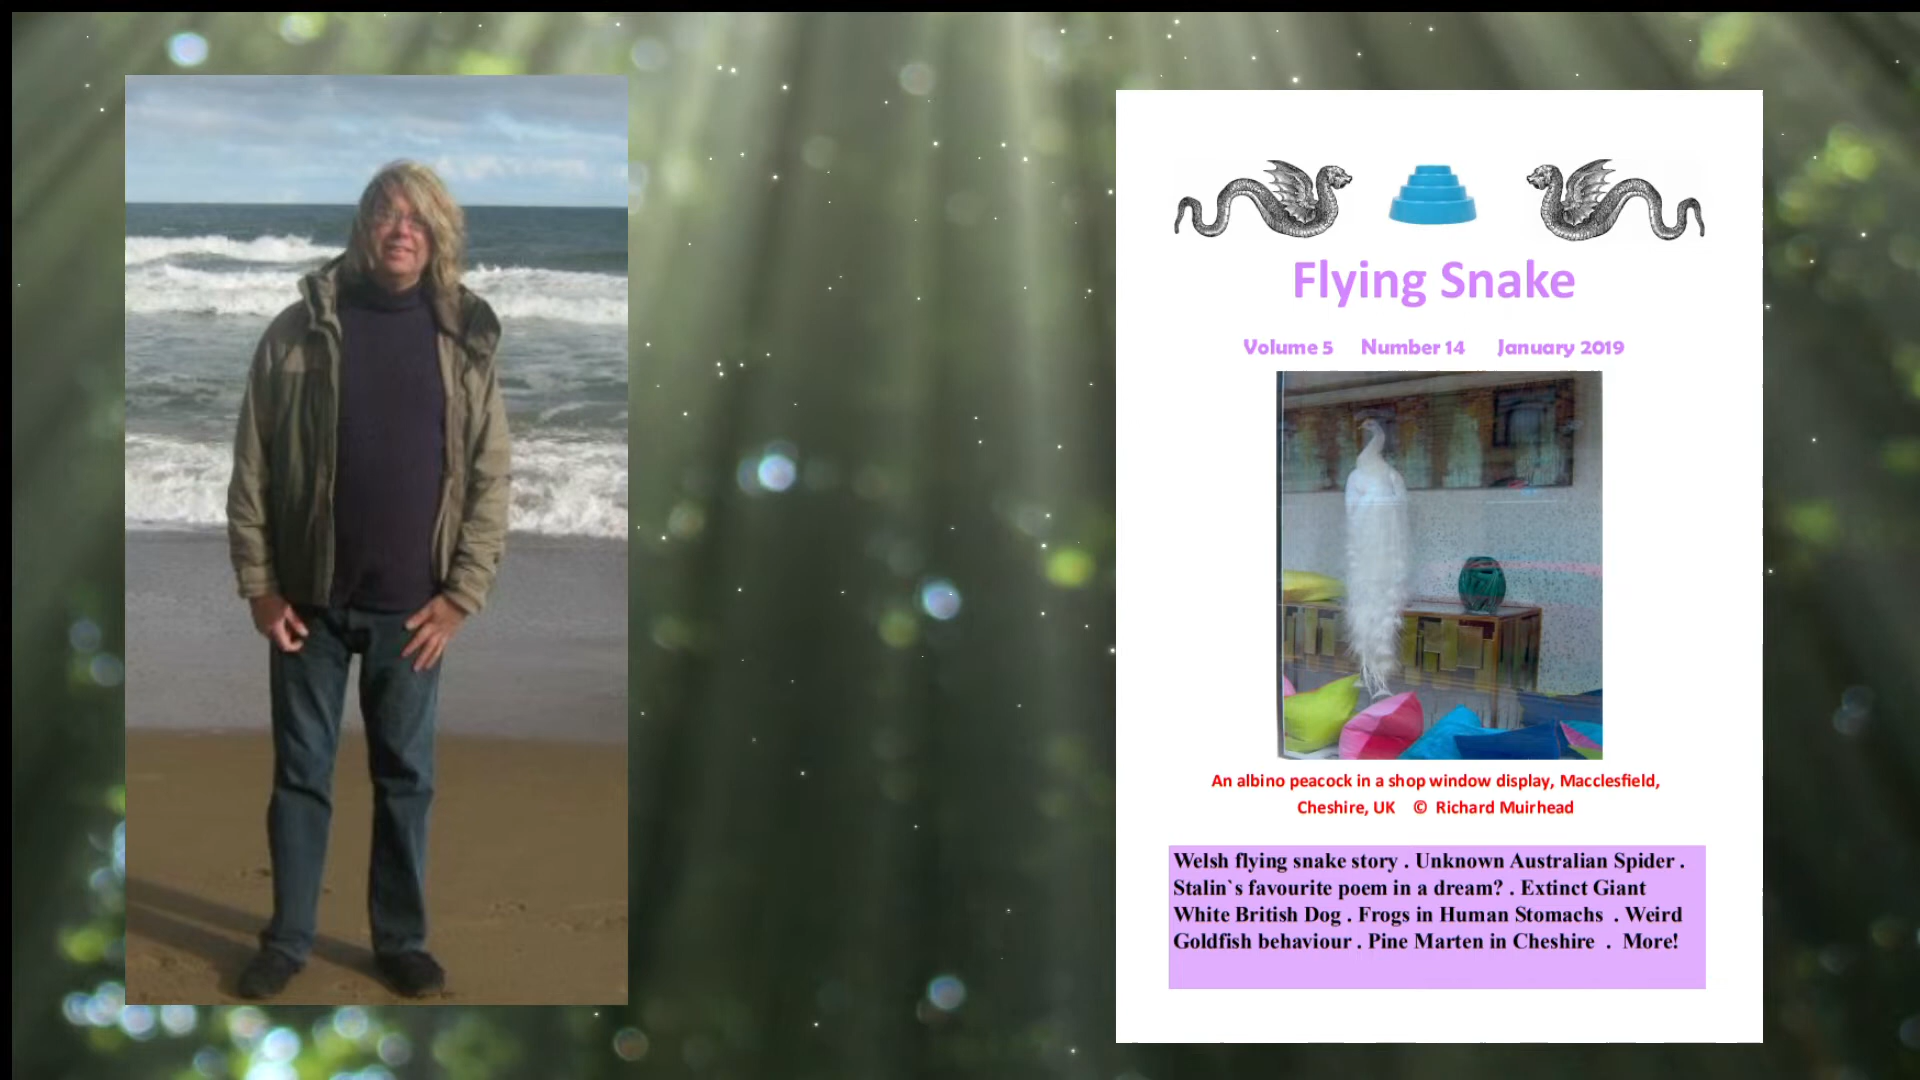 Flying Snake
Volume 5 Number 14 January 2019
An albino peacock in a shop window display, Macclesfield,
Cheshire, UK © Richard Muirhead
Welsh flying snake story . Unknown Australian Spider .
Stalin`s favourite poem in a dream? . Extinct Giant
White British Dog . Frogs in Human Stomachs . Weird
Goldfish behaviour . Pine Marten in Cheshire . More!